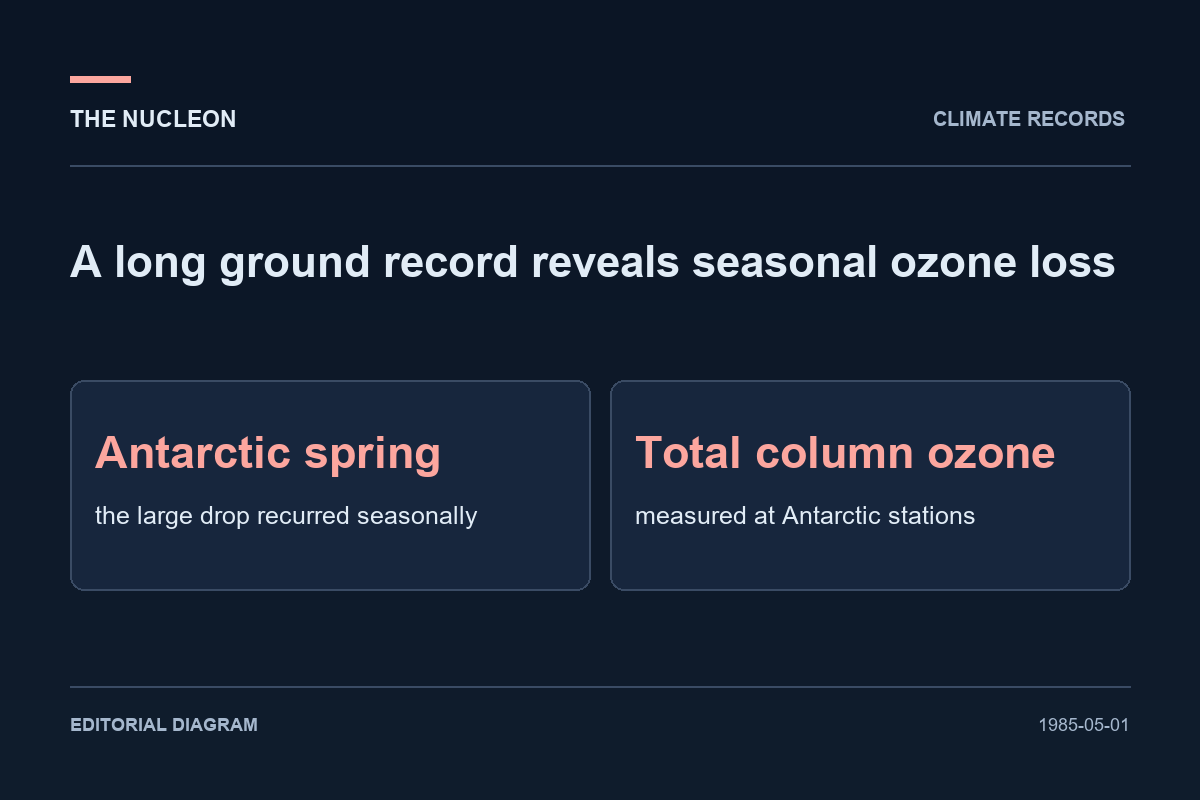 THE NUCLEON
CLIMATE RECORDS
A long ground record reveals seasonal ozone loss
Antarctic spring
the large drop recurred seasonally
Total column ozone
measured at Antarctic stations
EDITORIAL DIAGRAM
1985-05-01